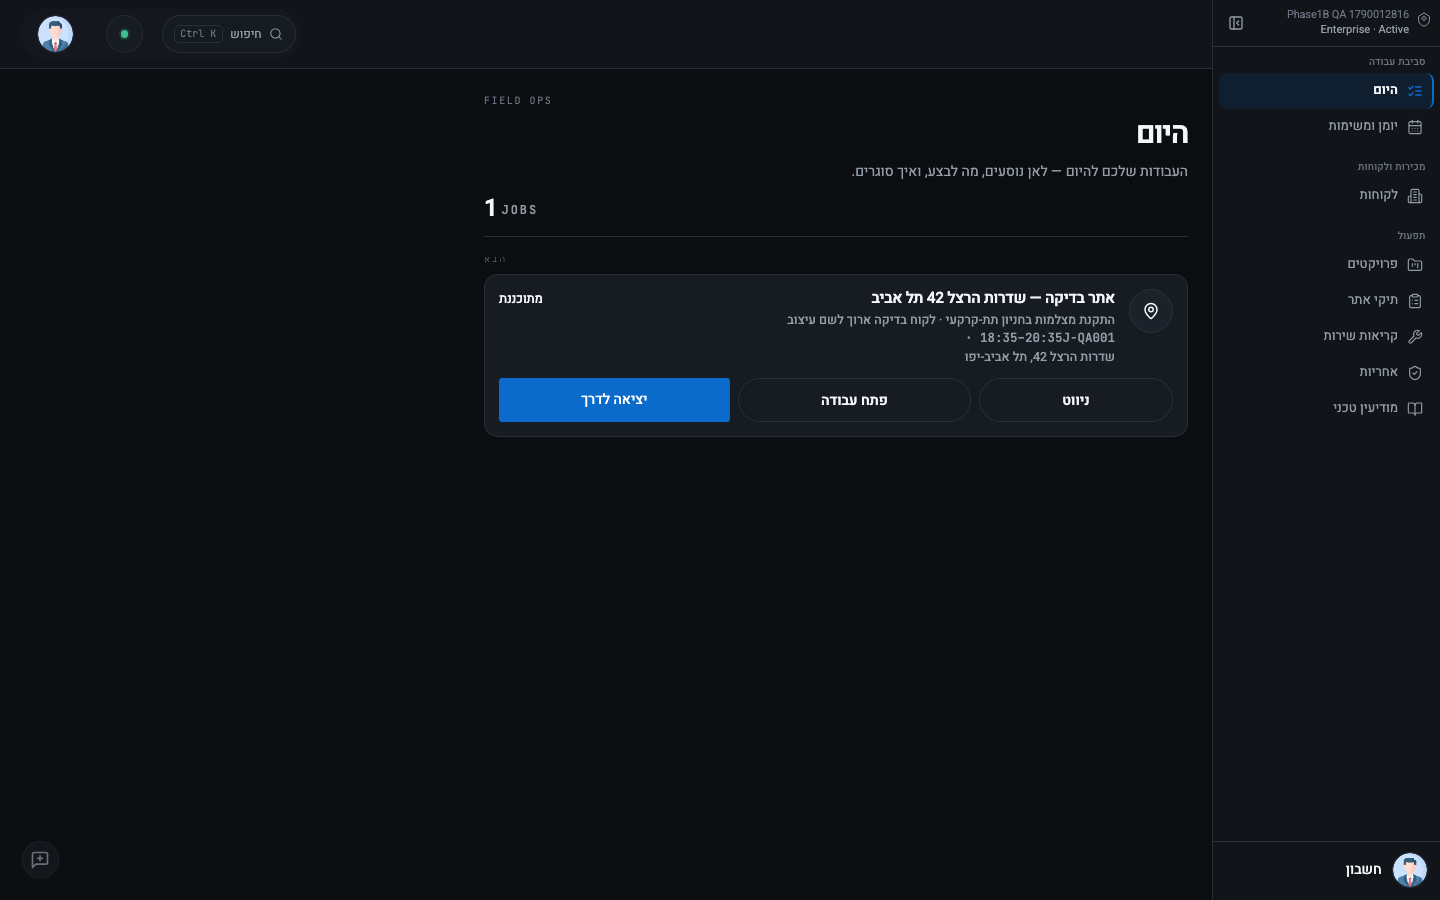 Phase1B QA 1790012816
Enterprise · Active
סביבת עבודה
היום
יומן ומשימות
מכירות ולקוחות
לקוחות
תפעול
פרויקטים
תיקי אתר
קריאות שירות
אחריות
מודיעין טכני
חשבון
חיפוש Ctrl K
FIELD OPS
היום
העבודות שלכם להיום — לאן נוסעים, מה לבצע, ואיך סוגרים.
1 JOBS
הבא
אתר בדיקה — שדרות הרצל 42 תל אביב
מתוכננת
התקנת מצלמות בחניון תת-קרקעי · לקוח בדיקה ארוך לשם עיצוב
· 18:35–20:35J-QA001
שדרות הרצל 42, תל אביב-יפו
ניווט
פתח עבודה
יציאה לדרך